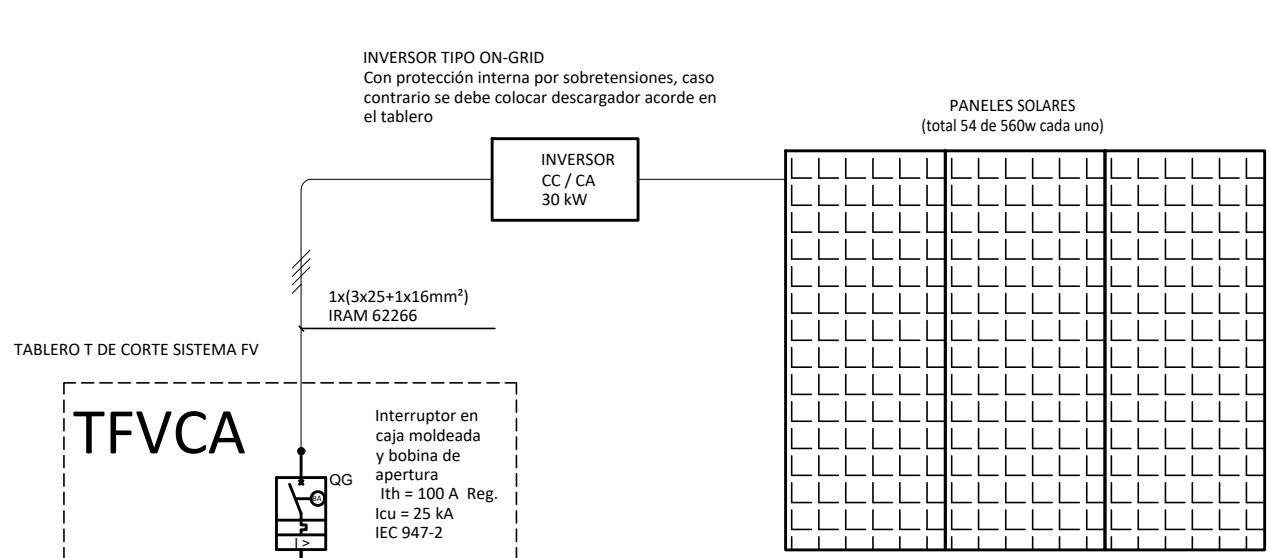 INVERSOR TIPO ON-GRID
Con protección interna por sobretensiones, caso
contrario se debe colocar descargador acorde en
el tablero
PANELES SOLARES
(total 54 de 560w cada uno)
INVERSOR
CC / CA
30 kW
1x(3x25+1x16mm²)
IRAM 62266
TABLERO T DE CORTE SISTEMA FV
TFVCA
Interruptor en
caja moldeada
y bobina de
apertura
Ith = 100 A Reg.
Icu = 25 kA
IEC 947-2
QG
BA
I >